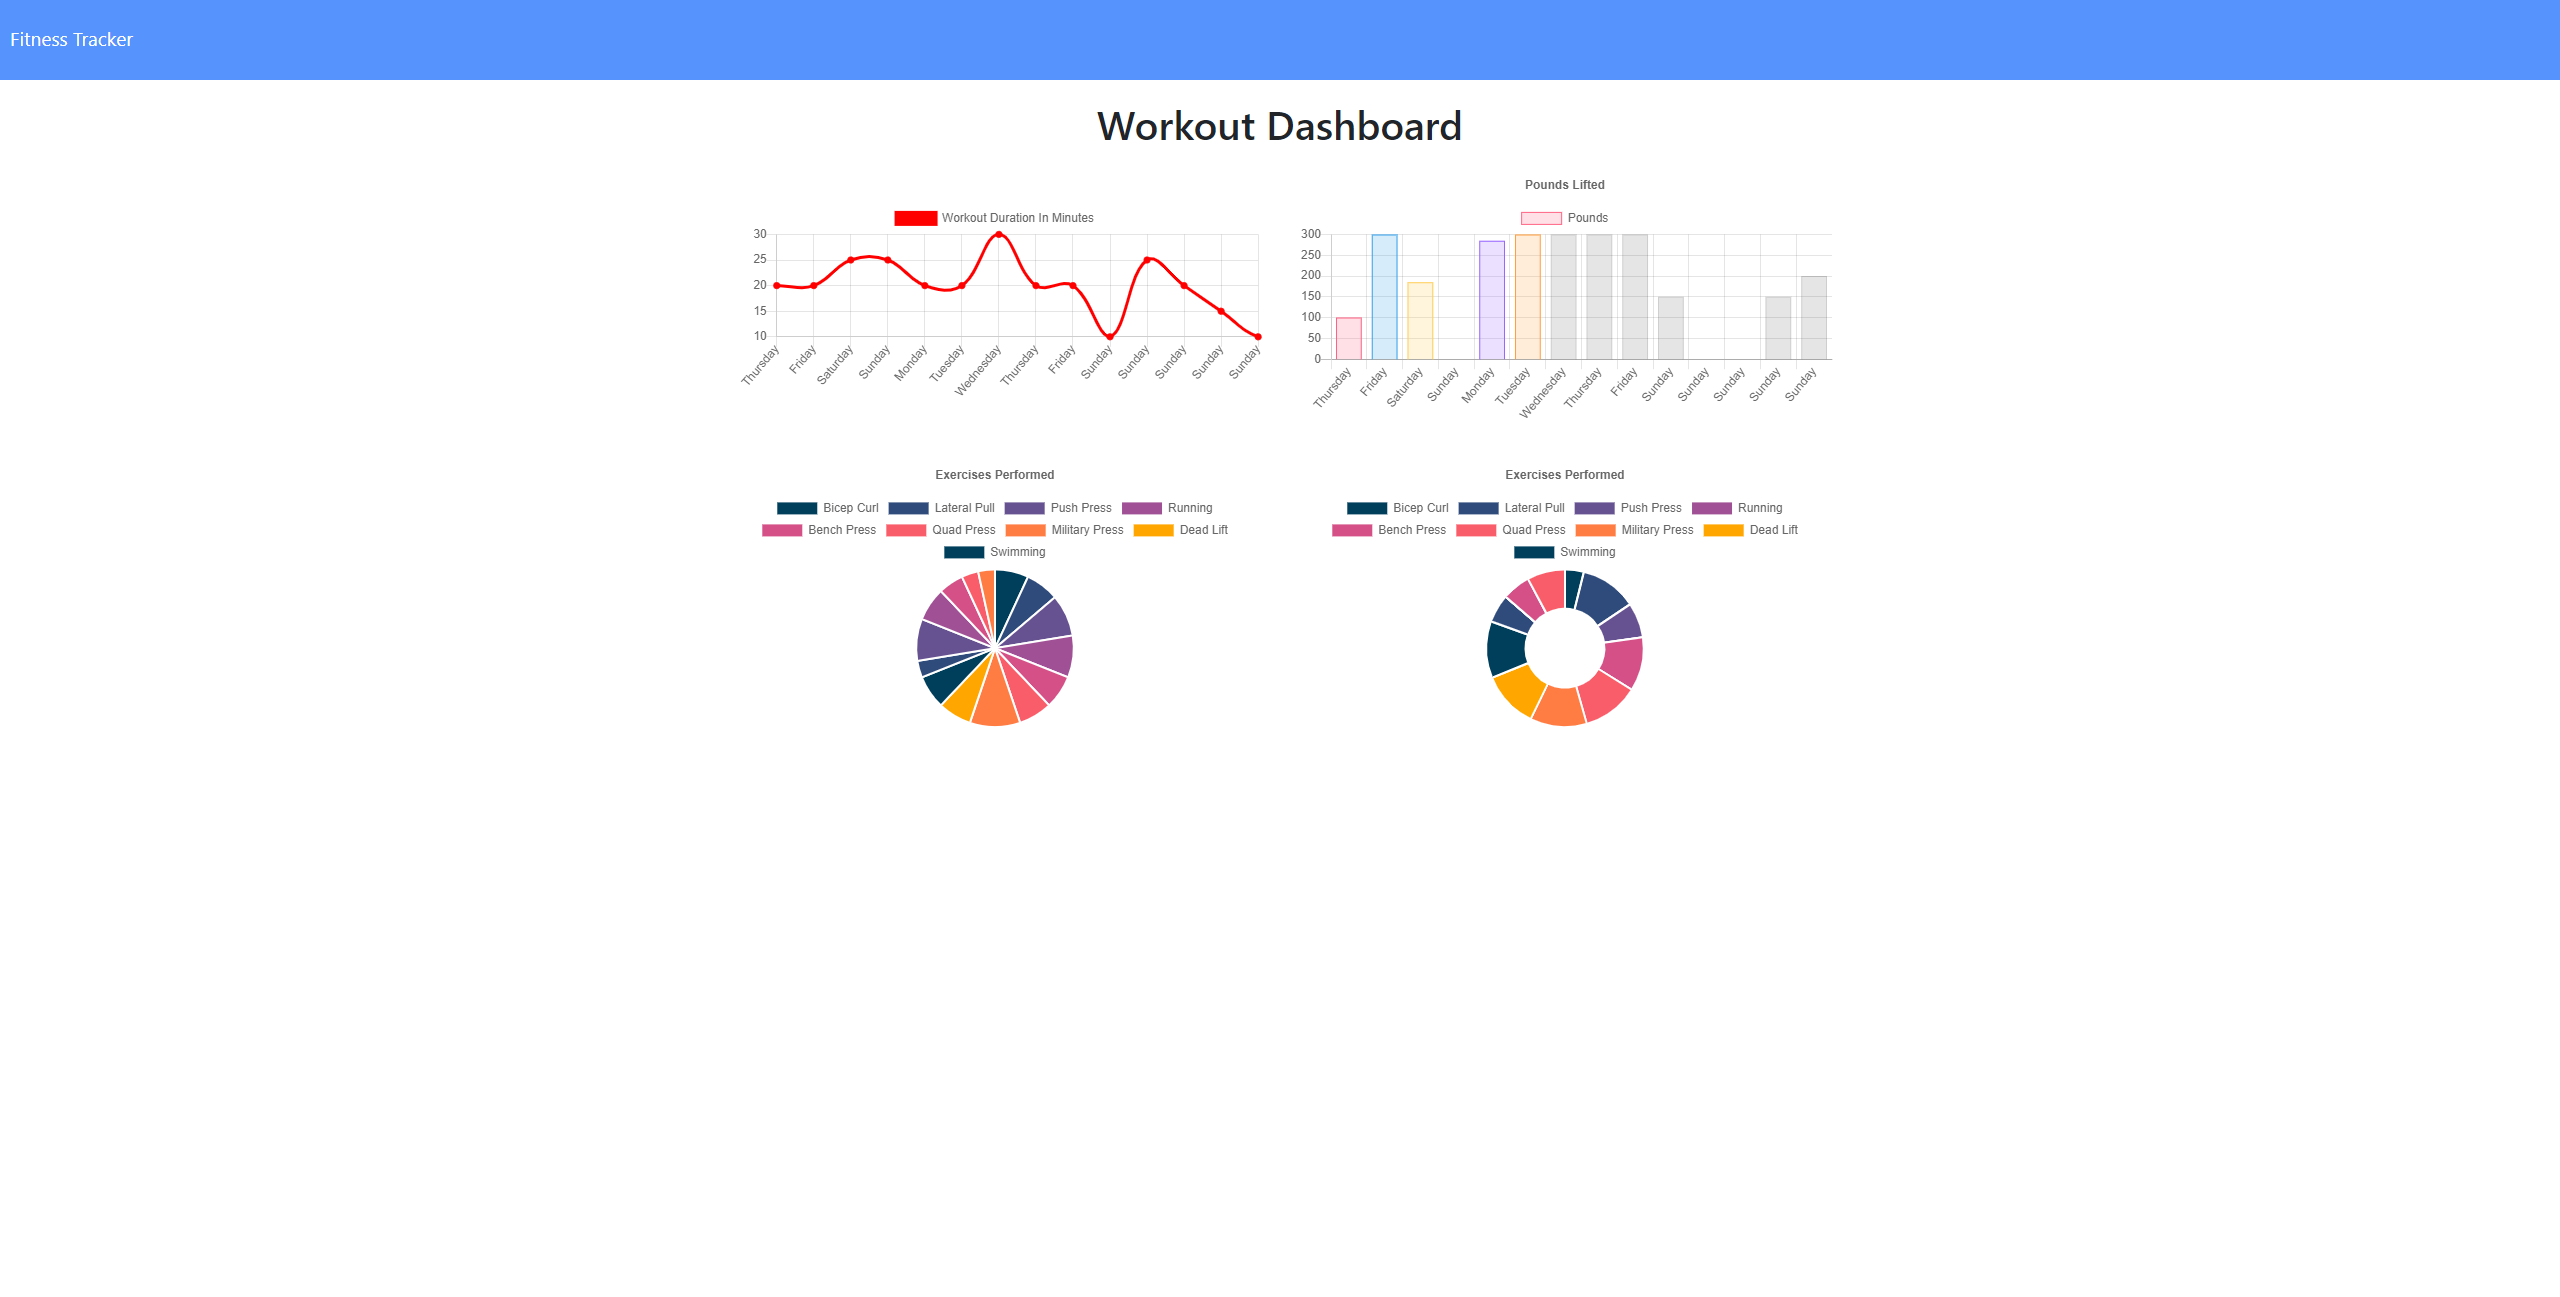 Fitness Tracker
Workout Dashboard
Workout Duration In Minutes
30
25
20
15
10
Thursday Friday Saturday Sunday Monday Tuesday Wednesday Thursday Friday Sunday Sunday Sunday Sunday Sunday
Pounds Lifted
Pounds
300
250
200
150
100
50
0
Thursday Friday Saturday Sunday Monday Tuesday Wednesday Thursday Friday Sunday Sunday Sunday Sunday Sunday
Exercises Performed
Bicep Curl Lateral Pull Push Press Running
Bench Press Quad Press Military Press Dead Lift
Swimming
Exercises Performed
Bicep Curl Lateral Pull Push Press Running
Bench Press Quad Press Military Press Dead Lift
Swimming